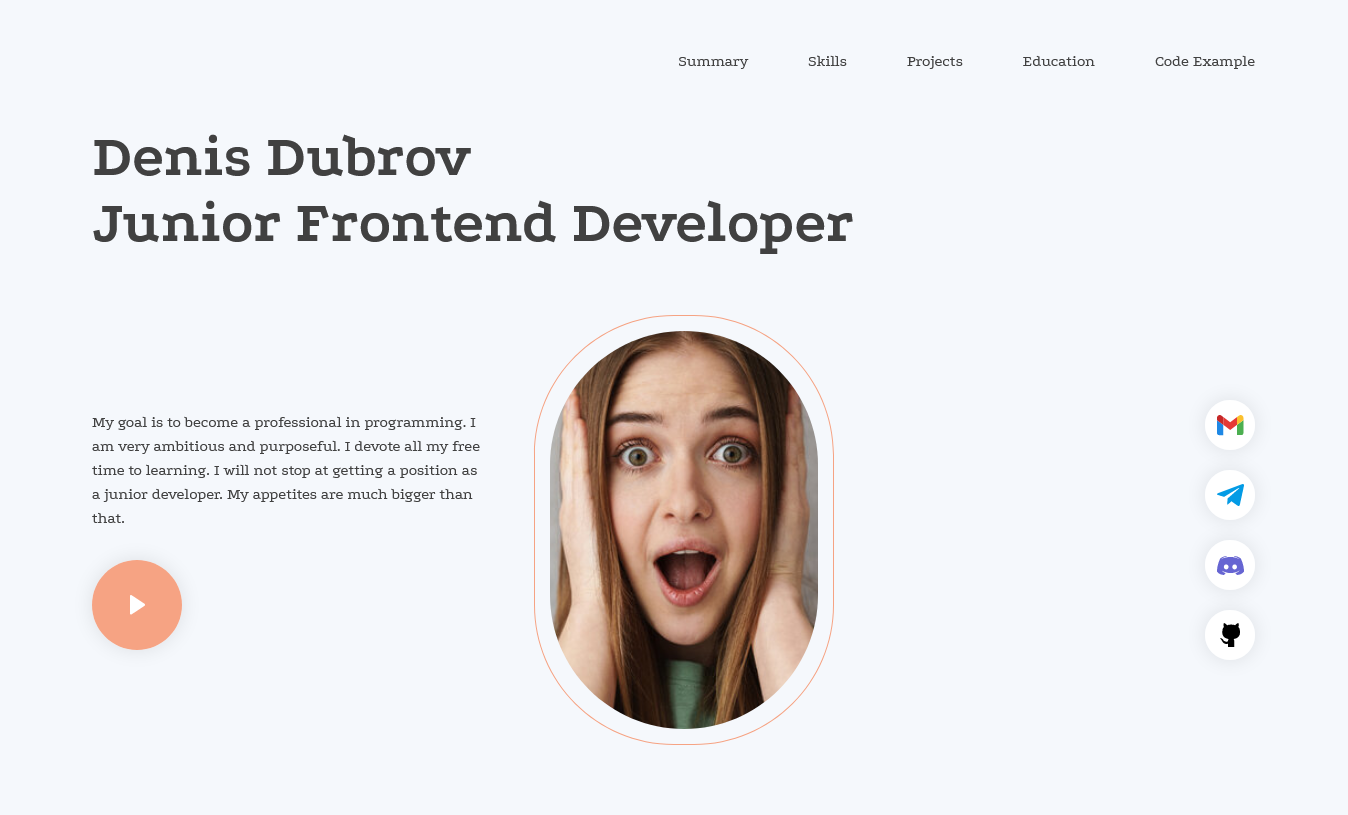 Summary Skills Projects Education Code Example
Denis Dubrov
Junior Frontend Developer
My goal is to become a professional in programming. I
am very ambitious and purposeful. I devote all my free
time to learning. I will not stop at getting a position as
a junior developer. My appetites are much bigger than
that.